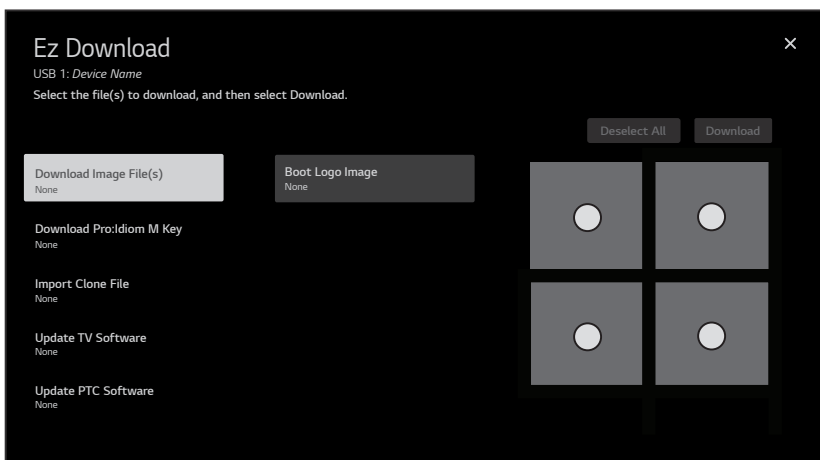 Ez Download
USB 1: Device Name
Select the file(s) to download, and then select Download.
Deselect All
Download
Download Image File(s)
None
Boot Logo Image
None
Download Pro:Idiom M Key
None
Import Clone File
None
Update TV Software
None
Update PTC Software
None